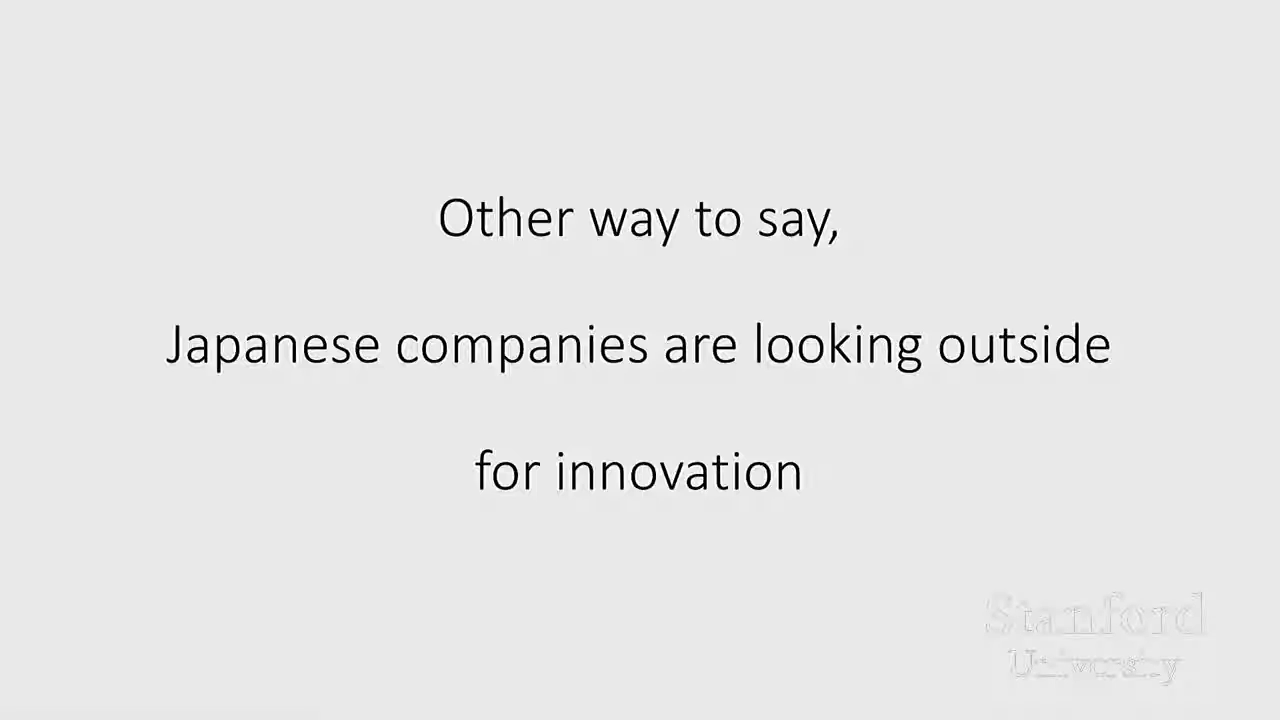 Other way to say,
Japanese companies are looking outside
for innovation
Stanford
University